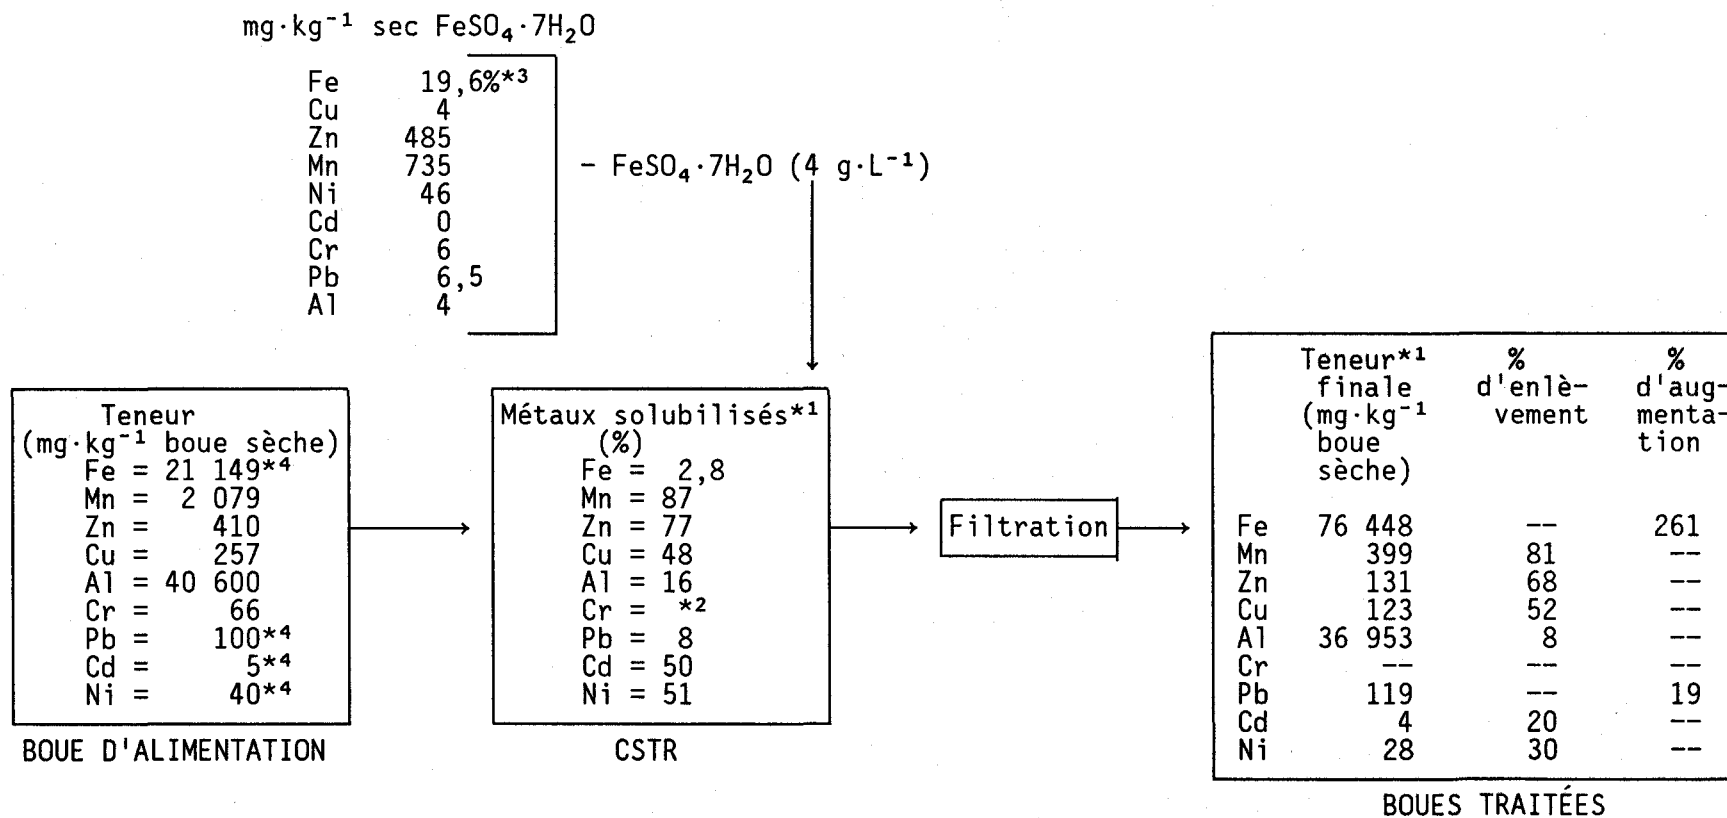 mg·kg⁻¹ sec FeSO₄·7H₂O
Fe 19,6%*³
Cu 4
Zn 485
Mn 735
Ni 46
Cd 0
Cr 6
Pb 6,5
Al 4
- FeSO₄·7H₂O (4 g·L⁻¹)
Teneur
(mg·kg⁻¹ boue sèche)
Fe = 21 149*⁴
Mn = 2 079
Zn = 410
Cu = 257
Al = 40 600
Cr = 66
Pb = 100*⁴
Cd = 5*⁴
Ni = 40*⁴
BOUE D'ALIMENTATION
Métaux solubilisés*¹
(%)
Fe = 2,8
Mn = 87
Zn = 77
Cu = 48
Al = 16
Cr = *²
Pb = 8
Cd = 50
Ni = 51
CSTR
Filtration
Teneur*¹ % %
finale d'enlè- d'aug-
(mg·kg⁻¹ vement menta-
boue tion
sèche)
Fe 76 448 -- 261
Mn 399 81 --
Zn 131 68 --
Cu 123 52 --
Al 36 953 8 --
Cr -- -- --
Pb 119 -- 19
Cd 4 20 --
Ni 28 30 --
BOUES TRAITÉES